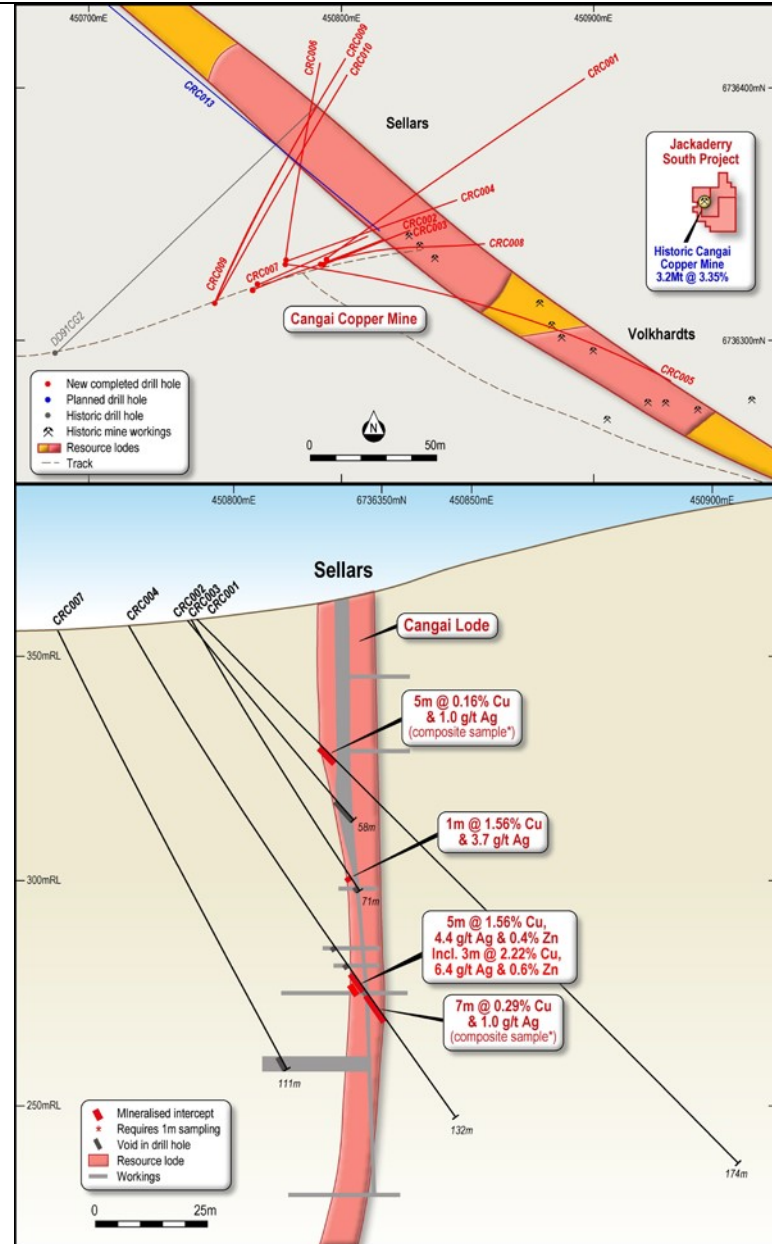 450700mE
450800mE
450900mE
CRC006
CRC009
CRC010
CRC001
CRC013
6736400mN
Sellars
Jackaderry
South Project
Historic Cangai
Copper Mine
3.2Mt @ 3.35%
CRC004
CRC002
CRC003
CRC008
CRC009
CRC007
Cangai Copper Mine
Volkhardts
6736300mN
DD91CG2
CRC005
New completed drill hole
Planned drill hole
Historic drill hole
Historic mine workings
Resource lodes
Track
N
0
50m
450800mE
6736350mN
450850mE
450900mE
Sellars
CRC007
CRC004
CRC002
CRC003
CRC001
Cangai Lode
350mRL
5m @ 0.16% Cu
& 1.0 g/t Ag
(composite sample*)
58m
1m @ 1.56% Cu
& 3.7 g/t Ag
300mRL
71m
5m @ 1.56% Cu,
4.4 g/t Ag & 0.4% Zn
Incl. 3m @ 2.22% Cu,
6.4 g/t Ag & 0.6% Zn
7m @ 0.29% Cu
& 1.0 g/t Ag
(composite sample*)
111m
250mRL
132m
174m
MIneralised intercept
* Requires 1m sampling
Void in drill hole
Resource lode
Workings
0
25m